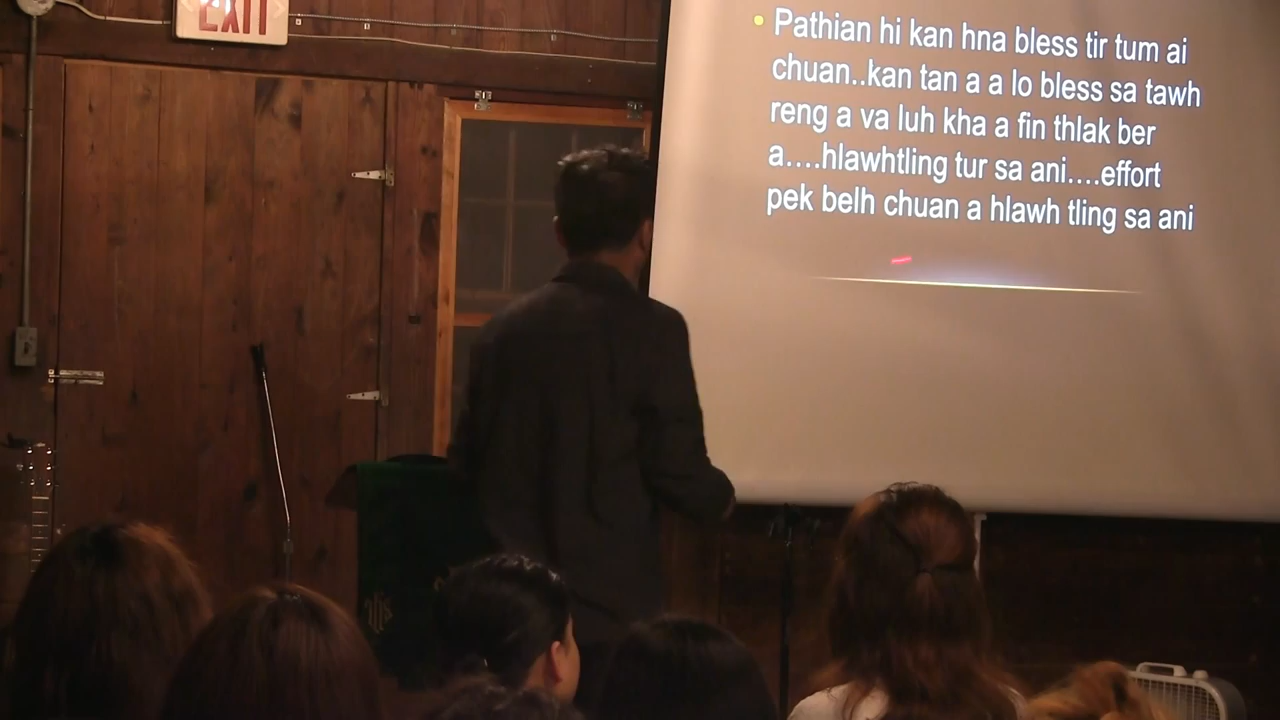 EXIT
Pathian hi kan hna bless tir tum ai
chuan..kan tan a a lo bless sa tawh
reng a va luh kha a fin thlak ber
a....hlawhtling tur sa ani....effort
pek belh chuan a hlawh tling sa ani
IHS